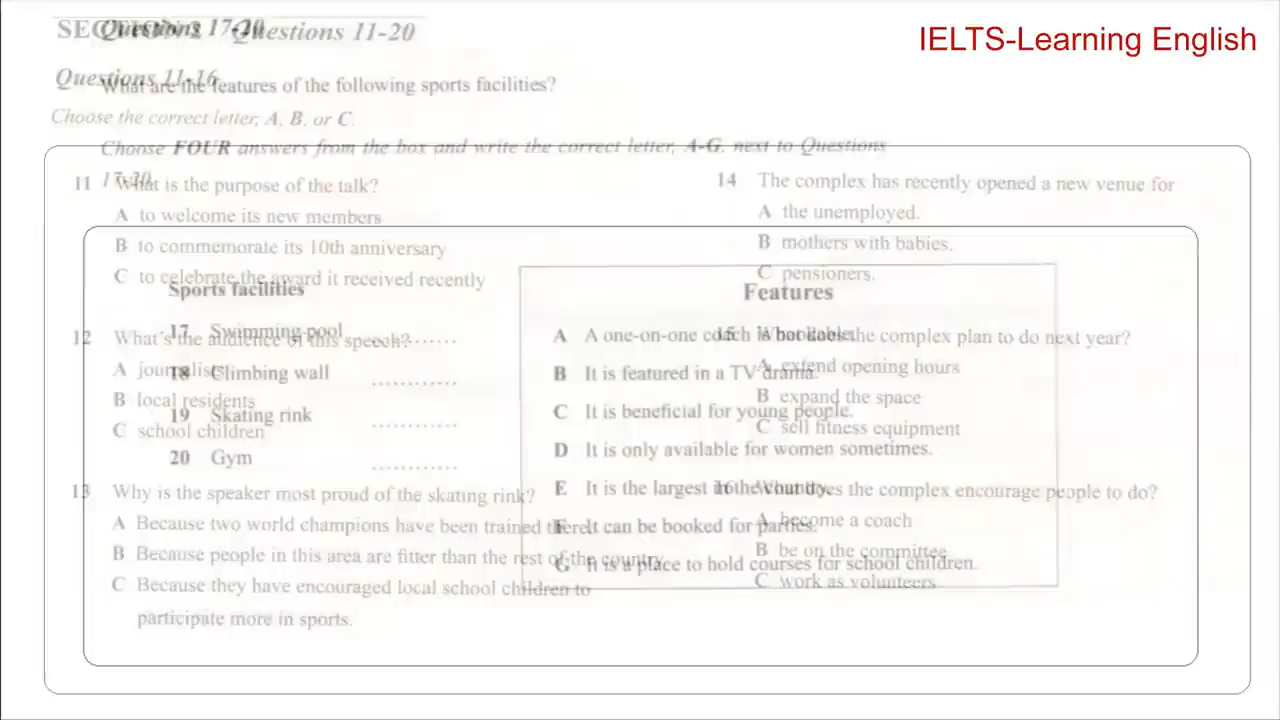 IELTS-Learning English
SECTION 2 Questions 11-20
Questions 11-16
Choose the correct letter, A, B, or C.
11 What is the purpose of the talk?
A to welcome its new members
B to commemorate its 10th anniversary
C to celebrate the award it received recently
12 What's the audience of this speech?
A journalists
B local residents
C school children
13 Why is the speaker most proud of the skating rink?
A Because two world champions have been trained there.
B Because people in this area are fitter than the rest of the country.
C Because they have encouraged local school children to
participate more in sports.
14 The complex has recently opened a new venue for
A the unemployed.
B mothers with babies.
C pensioners.
15 What does the complex plan to do next year?
A extend opening hours
B expand the space
C sell fitness equipment
16 What does the complex encourage people to do?
A become a coach
B be on the committee
C work as volunteers
Questions 17-20
What are the features of the following sports facilities?
Choose FOUR answers from the box and write the correct letter, A-G, next to Questions
17-20.
Sports facilities
17 Swimming pool ............
18 Climbing wall ............
19 Skating rink ............
20 Gym ............
Features
A A one-on-one coach is bookable.
B It is featured in a TV drama.
C It is beneficial for young people.
D It is only available for women sometimes.
E It is the largest in the country.
F It can be booked for parties.
G It is a place to hold courses for school children.